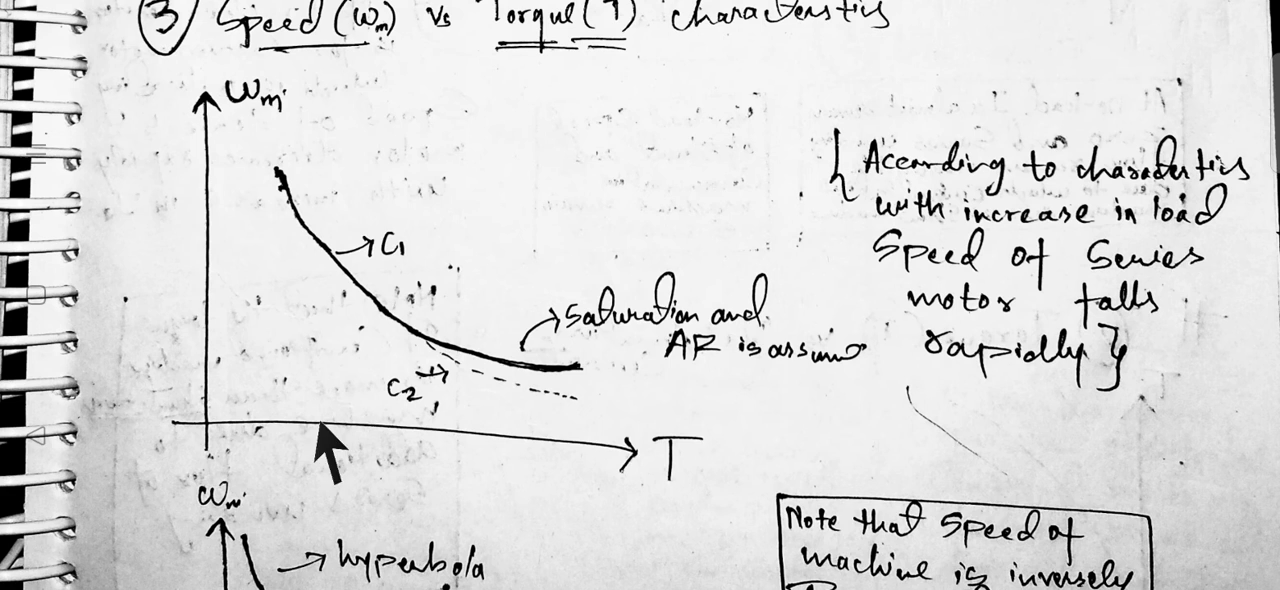 ③ Speed (ωm) vs Torque (T) characteristics
ωm
→ C1
saturation and
AR is assum
C2 →
T
{ According to characteristics
with increase in load
Speed of Series
motor falls
rapidly }
ωm
→ hyperbola
Note that Speed of
machine is inversely